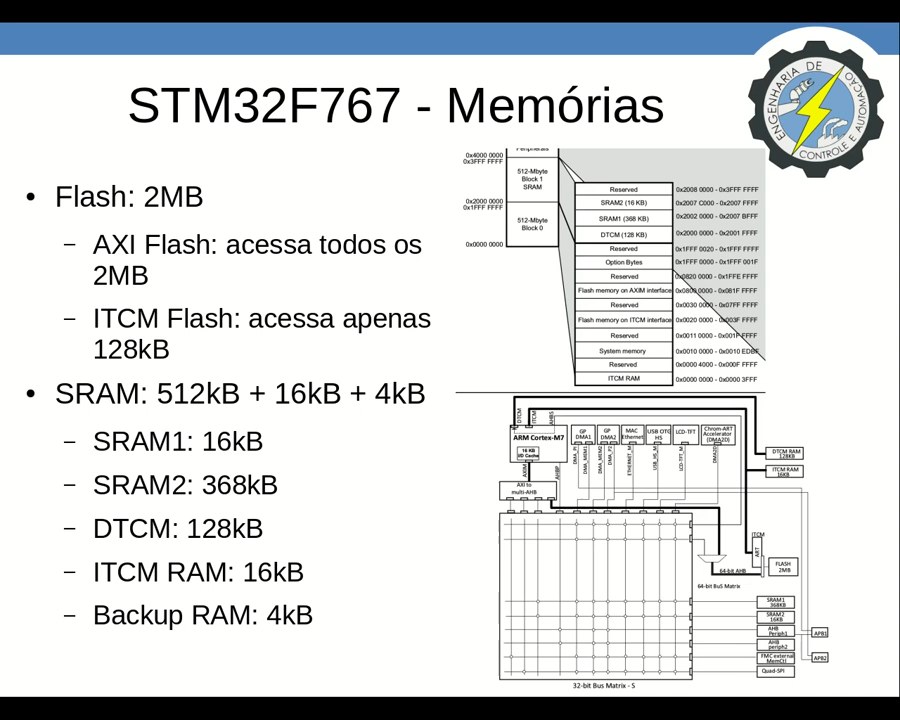 STM32F767 - Memórias
ENGENHARIA DE
CONTROLE E AUTOMAÇÃO
• Flash: 2MB
– AXI Flash: acessa todos os
2MB
– ITCM Flash: acessa apenas
128kB
• SRAM: 512kB + 16kB + 4kB
– SRAM1: 16kB
– SRAM2: 368kB
– DTCM: 128kB
– ITCM RAM: 16kB
– Backup RAM: 4kB
Peripherals
0x4000 0000
0x3FFF FFFF
512-Mbyte
Block 1
SRAM
0x2000 0000
0x1FFF FFFF
512-Mbyte
Block 0
0x0000 0000
Reserved 0x2008 0000 - 0x3FFF FFFF
SRAM2 (16 KB) 0x2007 C000 - 0x2007 FFFF
SRAM1 (368 KB) 0x2002 0000 - 0x2007 BFFF
DTCM (128 KB) 0x2000 0000 - 0x2001 FFFF
Reserved 0x1FFF 0020 - 0x1FFF FFFF
Option Bytes 0x1FFF 0000 - 0x1FFF 001F
Reserved 0x0820 0000 - 0x1FFE FFFF
Flash memory on AXIM interface 0x0800 0000 - 0x081F FFFF
Reserved 0x0030 0000 - 0x07FF FFFF
Flash memory on ITCM interface 0x0020 0000 - 0x003F FFFF
Reserved 0x0011 0000 - 0x001F FFFF
System memory 0x0010 0000 - 0x0010 EDBF
Reserved 0x0000 4000 - 0x000F FFFF
ITCM RAM 0x0000 0000 - 0x0000 3FFF
DTCM
ITCM
AHBS
ARM Cortex-M7
16 KB
I/D Cache
AXIM
AHBP
GP
DMA1
GP
DMA2
MAC
Ethernet
USB OTG
HS
LCD-TFT
Chrom-ART
Accelerator
(DMA2D)
DMA_PI
DMA_MEM1
DMA_MEM2
DMA_P2
ETHERNET_M
USB_HS_M
LCD-TFT_M
DMA2D
DTCM RAM
128KB
ITCM RAM
16KB
AXI to
multi-AHB
ITCM
ART
FLASH
2MB
64-bit AHB
64-bit BuS Matrix
SRAM1
368KB
SRAM2
16KB
AHB
Periph1
AHB
periph2
FMC external
MemCtl
Quad-SPI
APB1
APB2
32-bit Bus Matrix - S